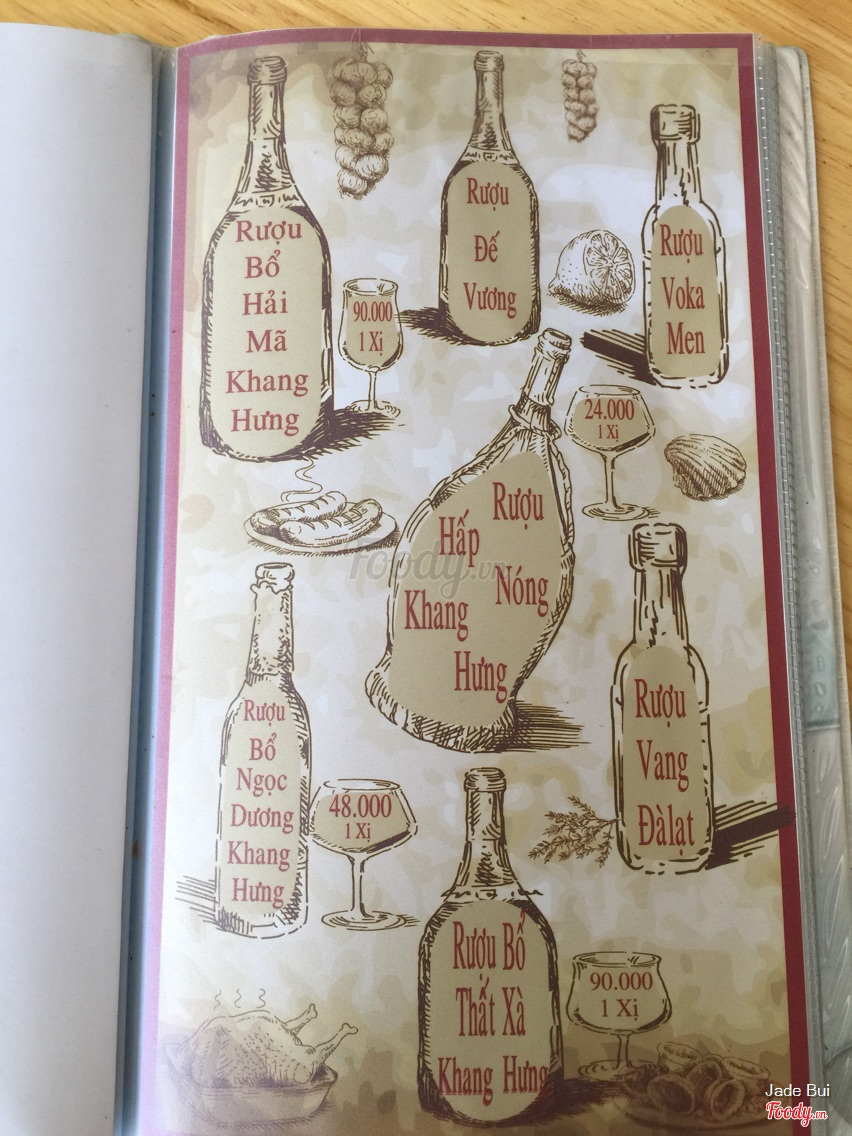 Rượu
Bổ
Hải
Mã
Khang
Hưng
90.000
1 Xị
Rượu
Đế
Vương
Rượu
Voka
Men
Rượu
Hấp
Nóng
Khang
Hưng
24.000
1 Xị
Rượu
Bổ
Ngọc
Dương
Khang
Hưng
48.000
1 Xị
Rượu
Vang
Đàlạt
Rượu Bổ
Thất Xà
Khang Hưng
90.000
1 Xị
Foody.vn
Jade Bui
Foody.vn